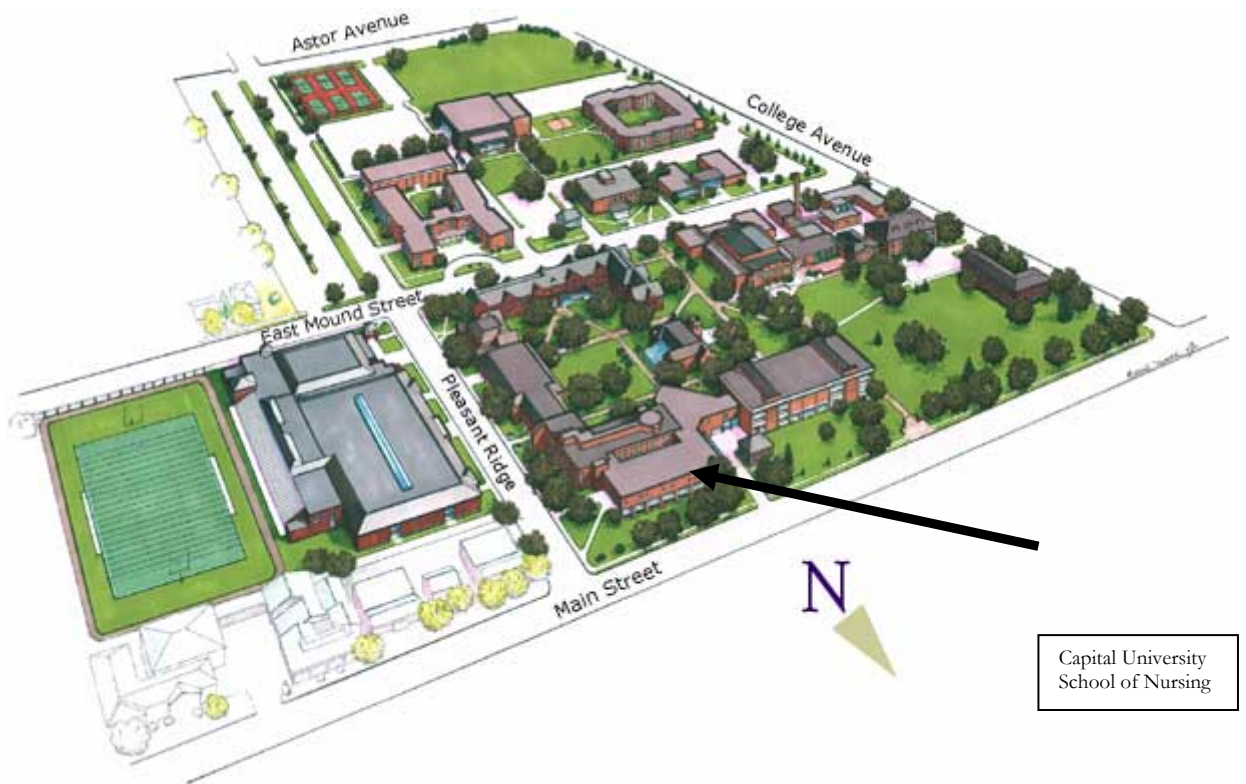 Astor Avenue
College Avenue
East Mound Street
Pleasant Ridge
Main Street
N
Capital University
School of Nursing